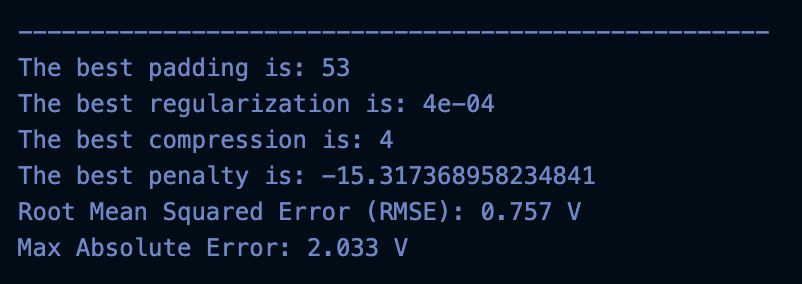 ----------------------------------------------------
The best padding is: 53
The best regularization is: 4e-04
The best compression is: 4
The best penalty is: -15.317368958234841
Root Mean Squared Error (RMSE): 0.757 V
Max Absolute Error: 2.033 V